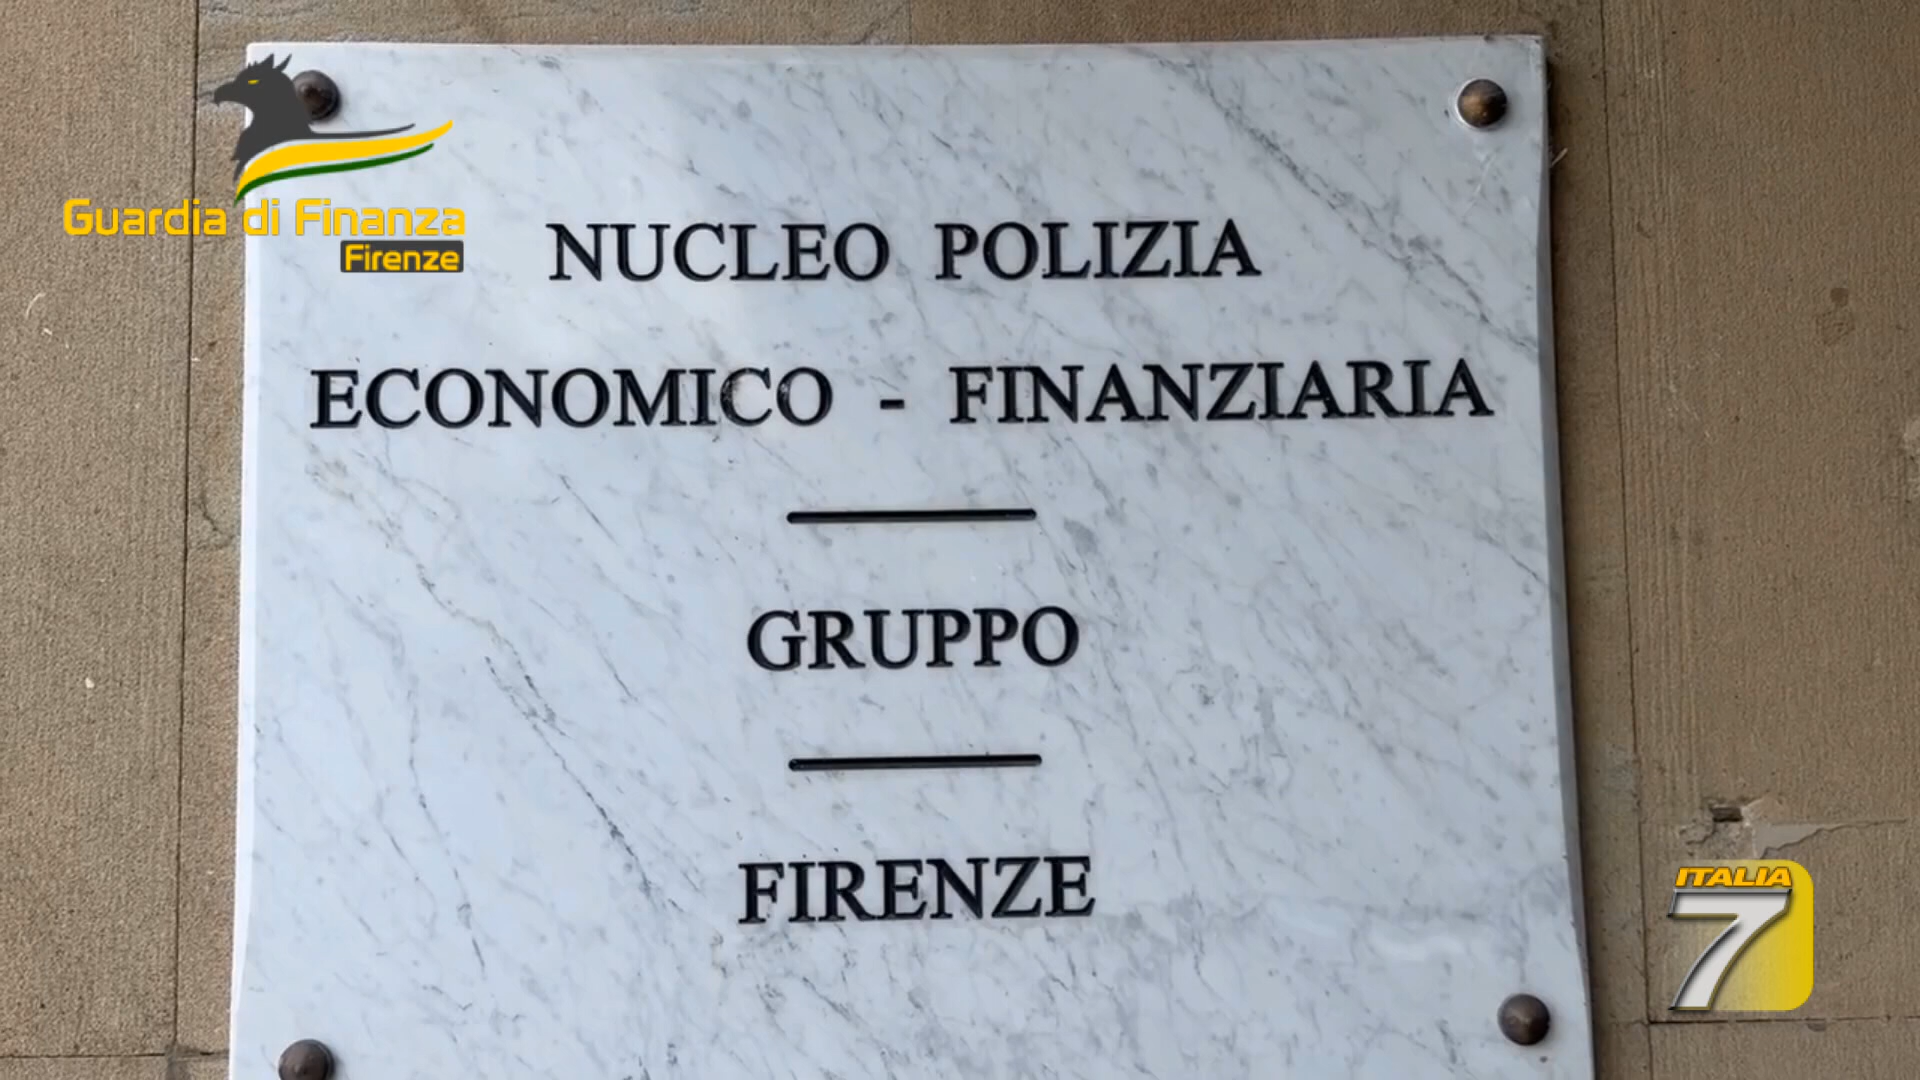 Guardia di Finanza
Firenze
NUCLEO POLIZIA
ECONOMICO - FINANZIARIA
GRUPPO
FIRENZE
ITALIA
7